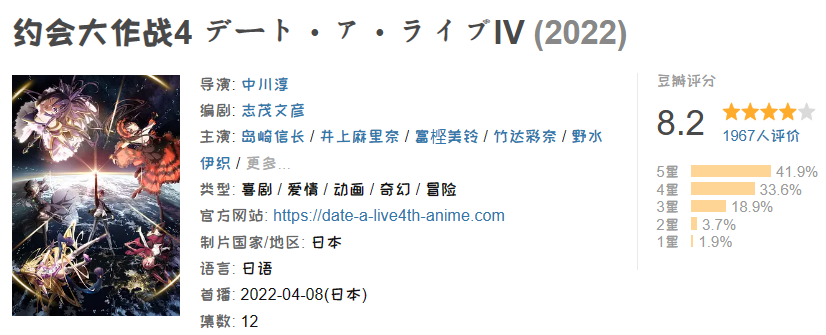 约会大作战4 デート・ア・ライブIV (2022)
导演: 中川淳
编剧: 志茂文彦
主演: 岛崎信长 / 井上麻里奈 / 富樫美铃 / 竹达彩奈 / 野水
伊织 / 更多...
类型: 喜剧 / 爱情 / 动画 / 奇幻 / 冒险
官方网站: https://date-a-live4th-anime.com
制片国家/地区: 日本
语言: 日语
首播: 2022-04-08(日本)
集数: 12
豆瓣评分
8.2
1967人评价
5星 41.9%
4星 33.6%
3星 18.9%
2星 3.7%
1星 1.9%